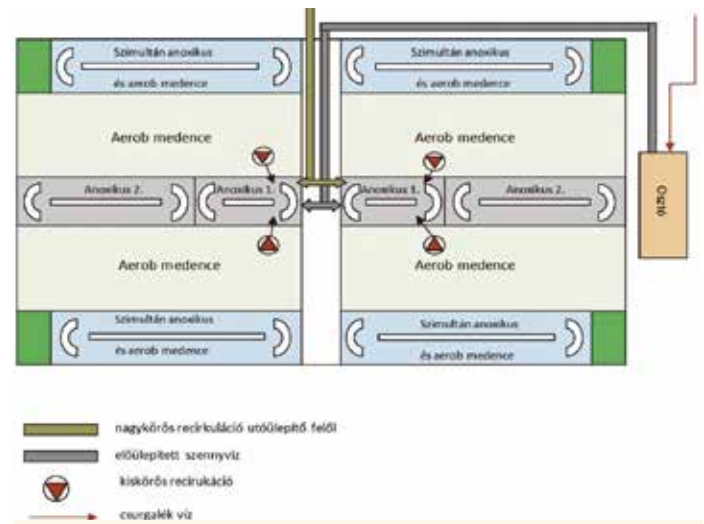 Szimultán anoxikus
és aerob medence
Szimultán anoxikus
és aerob medence
Aerob medence
Aerob medence
Anoxikus 2.
Anoxikus 1.
Anoxikus 1.
Anoxikus 2.
Osztó
Aerob medence
Aerob medence
Szimultán anoxikus
és aerob medence
Szimultán anoxikus
és aerob medence
nagykörös recirkuláció utóülepítő felől
előülepített szennyvíz
kiskörös recirukáció
csurgalék víz